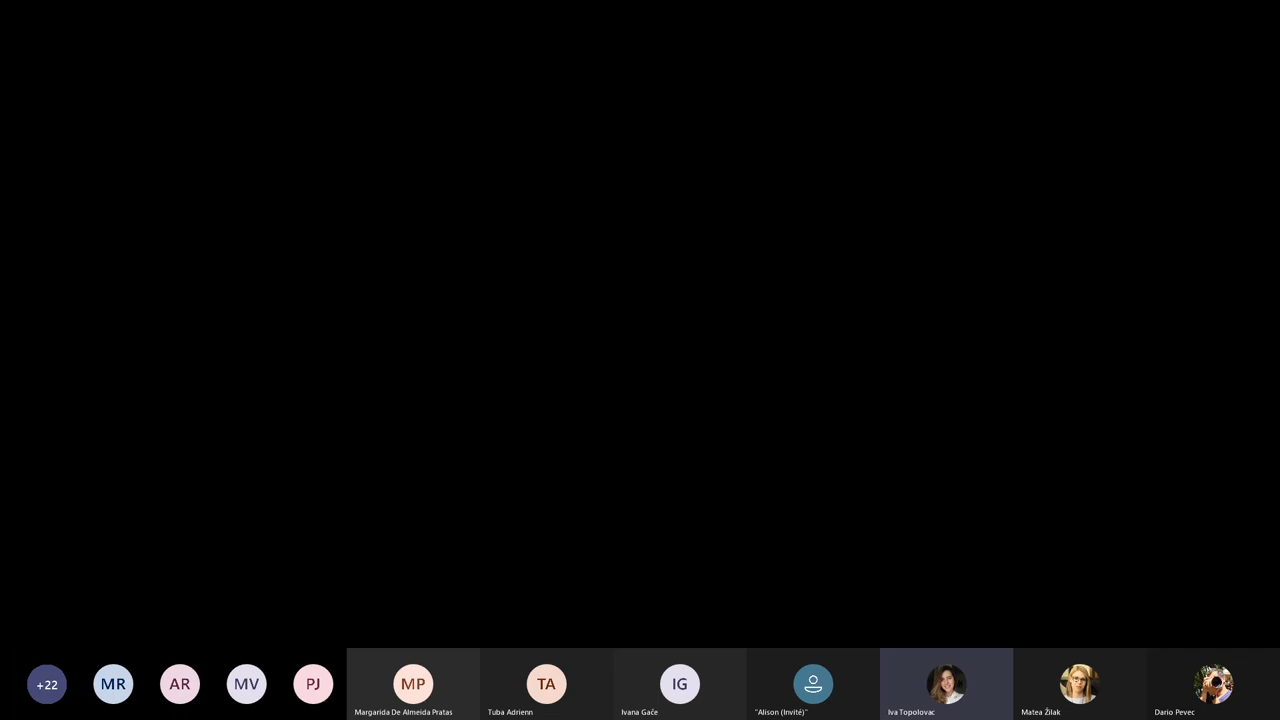 +22
MR
AR
MV
PJ
MP
TA
IG
Margarida De Almeida Pratas
Tuba Adrienn
Ivana Gače
"Alison (Invité)"
Iva Topolovac
Matea Žilak
Dario Pevec